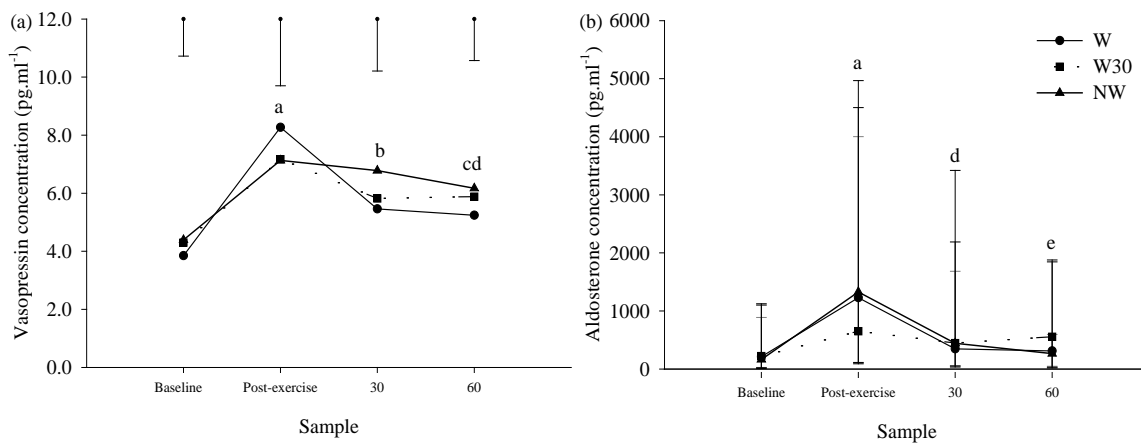 (a)
Vasopressin concentration (pg.ml-1)
12.0
10.0
8.0
6.0
4.0
2.0
0.0
a
b
cd
Baseline
Post-exercise
30
60
Sample
(b)
Aldosterone concentration (pg.ml-1)
6000
5000
4000
3000
2000
1000
0
a
d
e
W
W30
NW
Baseline
Post-exercise
30
60
Sample